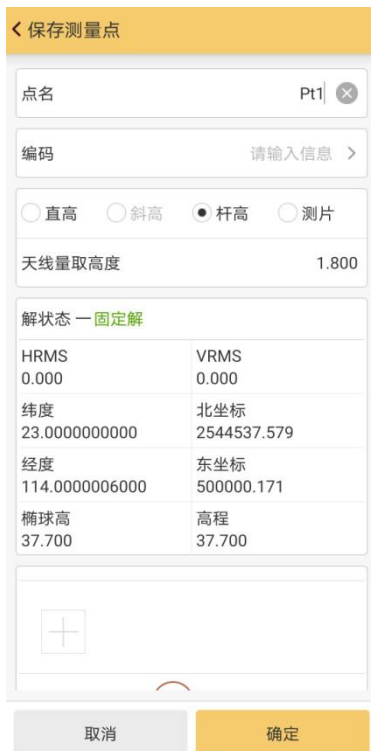 保存测量点
点名 Pt1
编码 请输入信息
直高 斜高 杆高 测片
天线量取高度 1.800
解状态 一固定解
HRMS VRMS
0.000 0.000
纬度 北坐标
23.0000000000 2544537.579
经度 东坐标
114.0000006000 500000.171
椭球高 高程
37.700 37.700
取消 确定